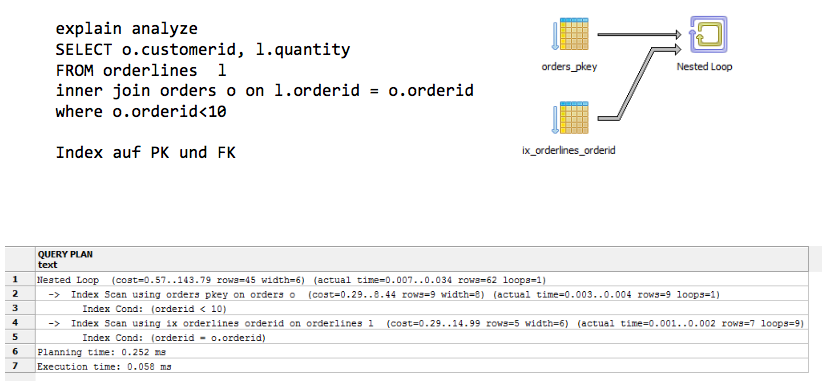 explain analyze
SELECT o.customerid, l.quantity
FROM orderlines l
inner join orders o on l.orderid = o.orderid
where o.orderid<10
Index auf PK und FK
orders_pkey
Nested Loop
ix_orderlines_orderid
QUERY PLAN
text
1 Nested Loop (cost=0.57..143.79 rows=45 width=6) (actual time=0.007..0.034 rows=62 loops=1)
2 -> Index Scan using orders pkey on orders o (cost=0.29..8.44 rows=9 width=8) (actual time=0.003..0.004 rows=9 loops=1)
3 Index Cond: (orderid < 10)
4 -> Index Scan using ix orderlines orderid on orderlines l (cost=0.29..14.99 rows=5 width=6) (actual time=0.001..0.002 rows=7 loops=9)
5 Index Cond: (orderid = o.orderid)
6 Planning time: 0.252 ms
7 Execution time: 0.058 ms